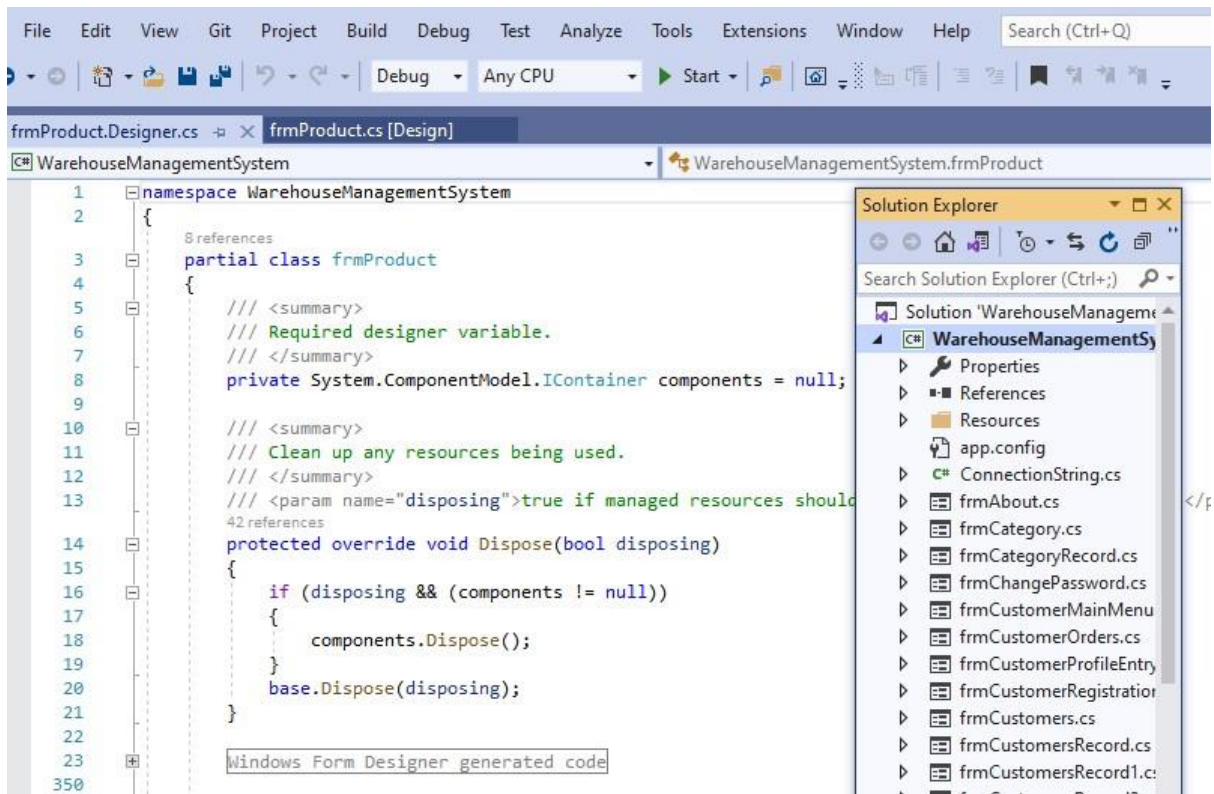 File Edit View Git Project Build Debug Test Analyze Tools Extensions Window Help Search (Ctrl+Q)
Debug Any CPU Start
frmProduct.Designer.cs frmProduct.cs [Design]
C# WarehouseManagementSystem WarehouseManagementSystem.frmProduct
1 namespace WarehouseManagementSystem
2 {
8 references
3 partial class frmProduct
4 {
5 /// <summary>
6 /// Required designer variable.
7 /// </summary>
8 private System.ComponentModel.IContainer components = null;
9
10 /// <summary>
11 /// Clean up any resources being used.
12 /// </summary>
13 /// <param name="disposing">true if managed resources should </p
42 references
14 protected override void Dispose(bool disposing)
15 {
16 if (disposing && (components != null))
17 {
18 components.Dispose();
19 }
20 base.Dispose(disposing);
21 }
22
23 Windows Form Designer generated code
350
Solution Explorer
Search Solution Explorer (Ctrl+;)
Solution 'WarehouseManageme
C# WarehouseManagementSy
Properties
References
Resources
app.config
C# ConnectionString.cs
frmAbout.cs
frmCategory.cs
frmCategoryRecord.cs
frmChangePassword.cs
frmCustomerMainMenu
frmCustomerOrders.cs
frmCustomerProfileEntry
frmCustomerRegistration
frmCustomers.cs
frmCustomersRecord.cs
frmCustomersRecord1.c